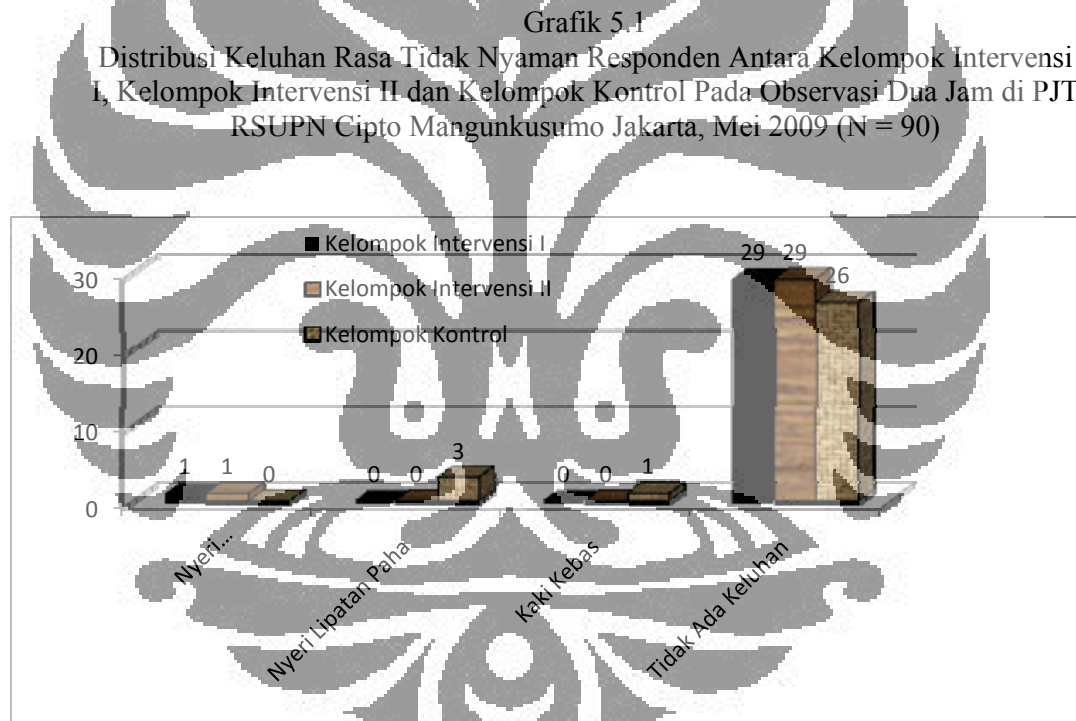 Grafik 5.1
Distribusi Keluhan Rasa Tidak Nyaman Responden Antara Kelompok Intervensi
I, Kelompok Intervensi II dan Kelompok Kontrol Pada Observasi Dua Jam di PJT
RSUPN Cipto Mangunkusumo Jakarta, Mei 2009 (N = 90)
Kelompok Intervensi I
Kelompok Intervensi II
Kelompok Kontrol
30
20
10
0
1 1 0
0 0 3
0 0 1
29 29 26
Nyeri...
Nyeri Lipatan Paha
Kaki Kebas
Tidak Ada Keluhan